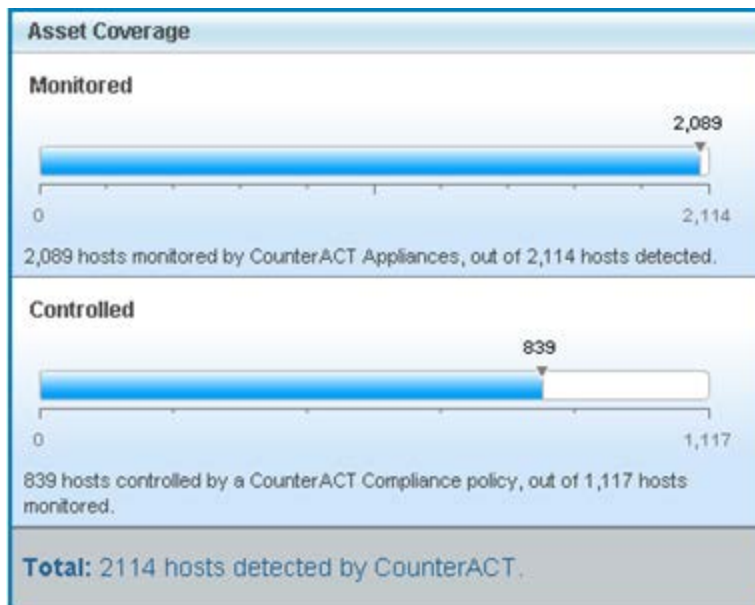 Asset Coverage
Monitored
2,089
0
2,114
2,089 hosts monitored by CounterACT Appliances, out of 2,114 hosts detected.
Controlled
839
0
1,117
839 hosts controlled by a CounterACT Compliance policy, out of 1,117 hosts
monitored.
Total: 2114 hosts detected by CounterACT.